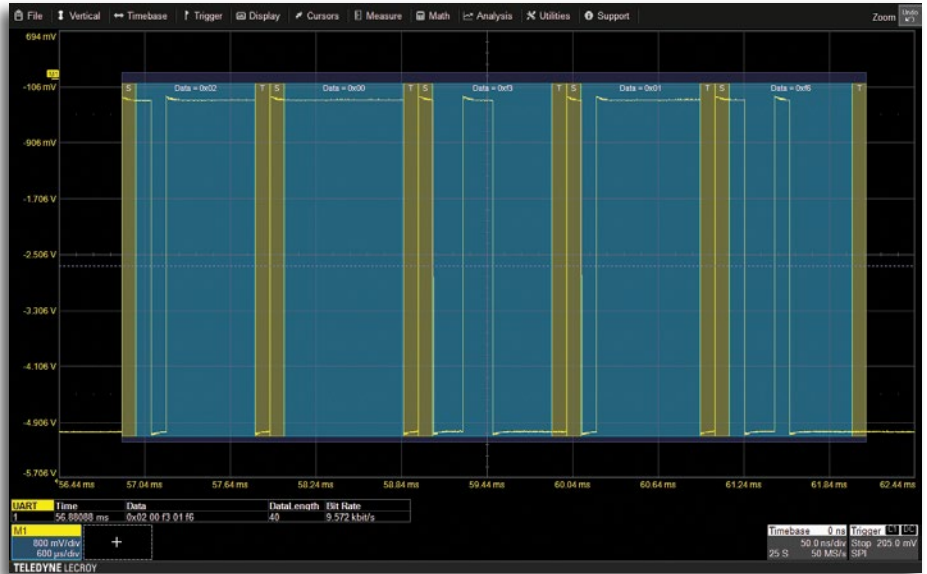 File Vertical Timebase Trigger Display Cursors Measure Math Analysis Utilities Support Zoom Undo
694 mV
M1
-106 mV
S Data = 0x02 T S Data = 0x00 T S Data = 0xf3 T S Data = 0x01 T S Data = 0xf6 T
-906 mV
-1.706 V
-2.506 V
-3.306 V
-4.106 V
-4.906 V
-5.706 V
56.44 ms 57.04 ms 57.64 ms 58.24 ms 58.84 ms 59.44 ms 60.04 ms 60.64 ms 61.24 ms 61.84 ms 62.44 ms
UART Time Data DataLength Bit Rate
1 56.88088 ms 0x02 00 f3 01 f6 40 9.572 kbit/s
M1
800 mV/div
600 µs/div
+
Timebase 0 ns Trigger C1 DC
50.0 ns/div Stop 205.0 mV
25 S 50 MS/s SPI
TELEDYNE LECROY